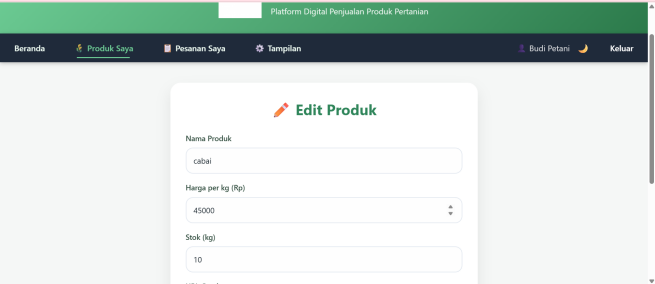 Platform Digital Penjualan Produk Pertanian
Beranda
Produk Saya
Pesanan Saya
Tampilan
Budi Petani
Keluar
Edit Produk
Nama Produk
cabai
Harga per kg (Rp)
45000
Stok (kg)
10